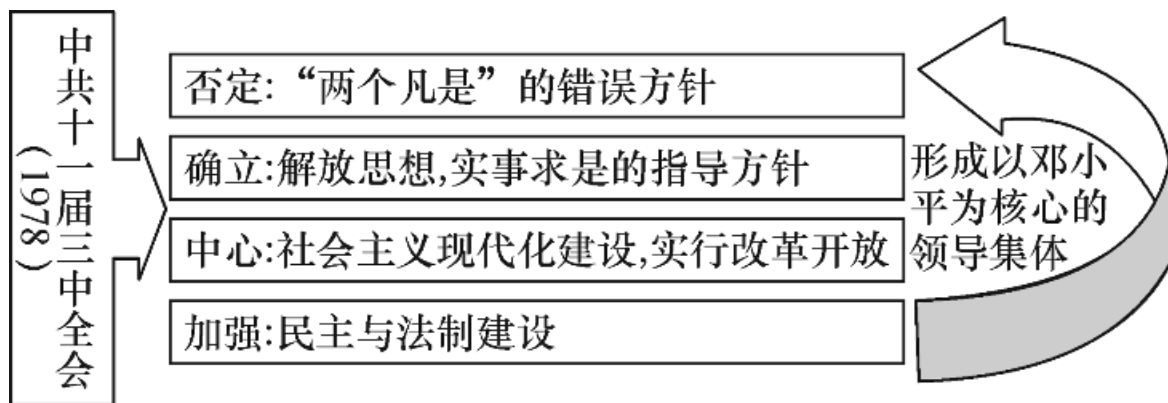 中共十一届三中全会
(1978)
否定:“两个凡是”的错误方针
确立:解放思想,实事求是的指导方针
中心:社会主义现代化建设,实行改革开放
加强:民主与法制建设
形成以邓小
平为核心的
领导集体